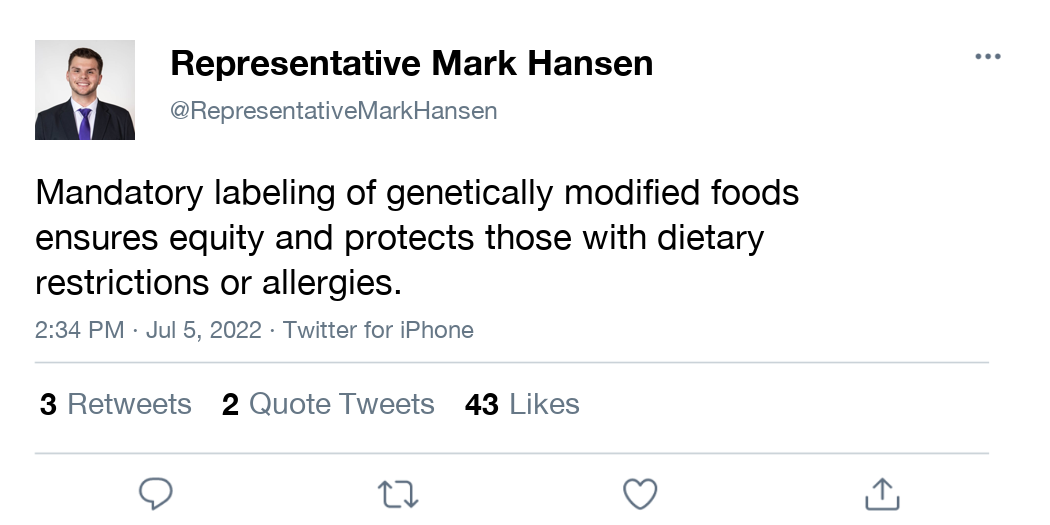 Representative Mark Hansen
@RepresentativeMarkHansen
Mandatory labeling of genetically modified foods
ensures equity and protects those with dietary
restrictions or allergies.
2:34 PM · Jul 5, 2022 · Twitter for iPhone
3 Retweets 2 Quote Tweets 43 Likes